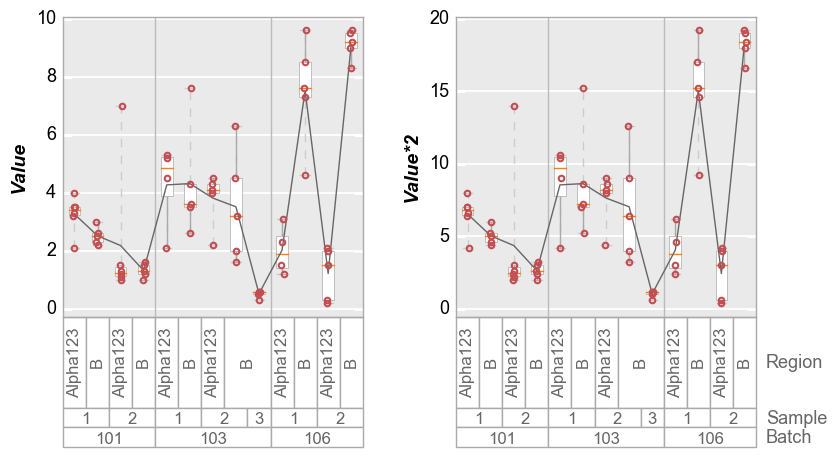 10
8
6
4
2
0
Value
Alpha123 B Alpha123 B Alpha123 B Alpha123 B Alpha123 B Alpha123 B
1 2 1 2 3 1 2
101 103 106
20
15
10
5
0
Value*2
Alpha123 B Alpha123 B Alpha123 B Alpha123 B Alpha123 B Alpha123 B Region
1 2 1 2 3 1 2 Sample
101 103 106 Batch